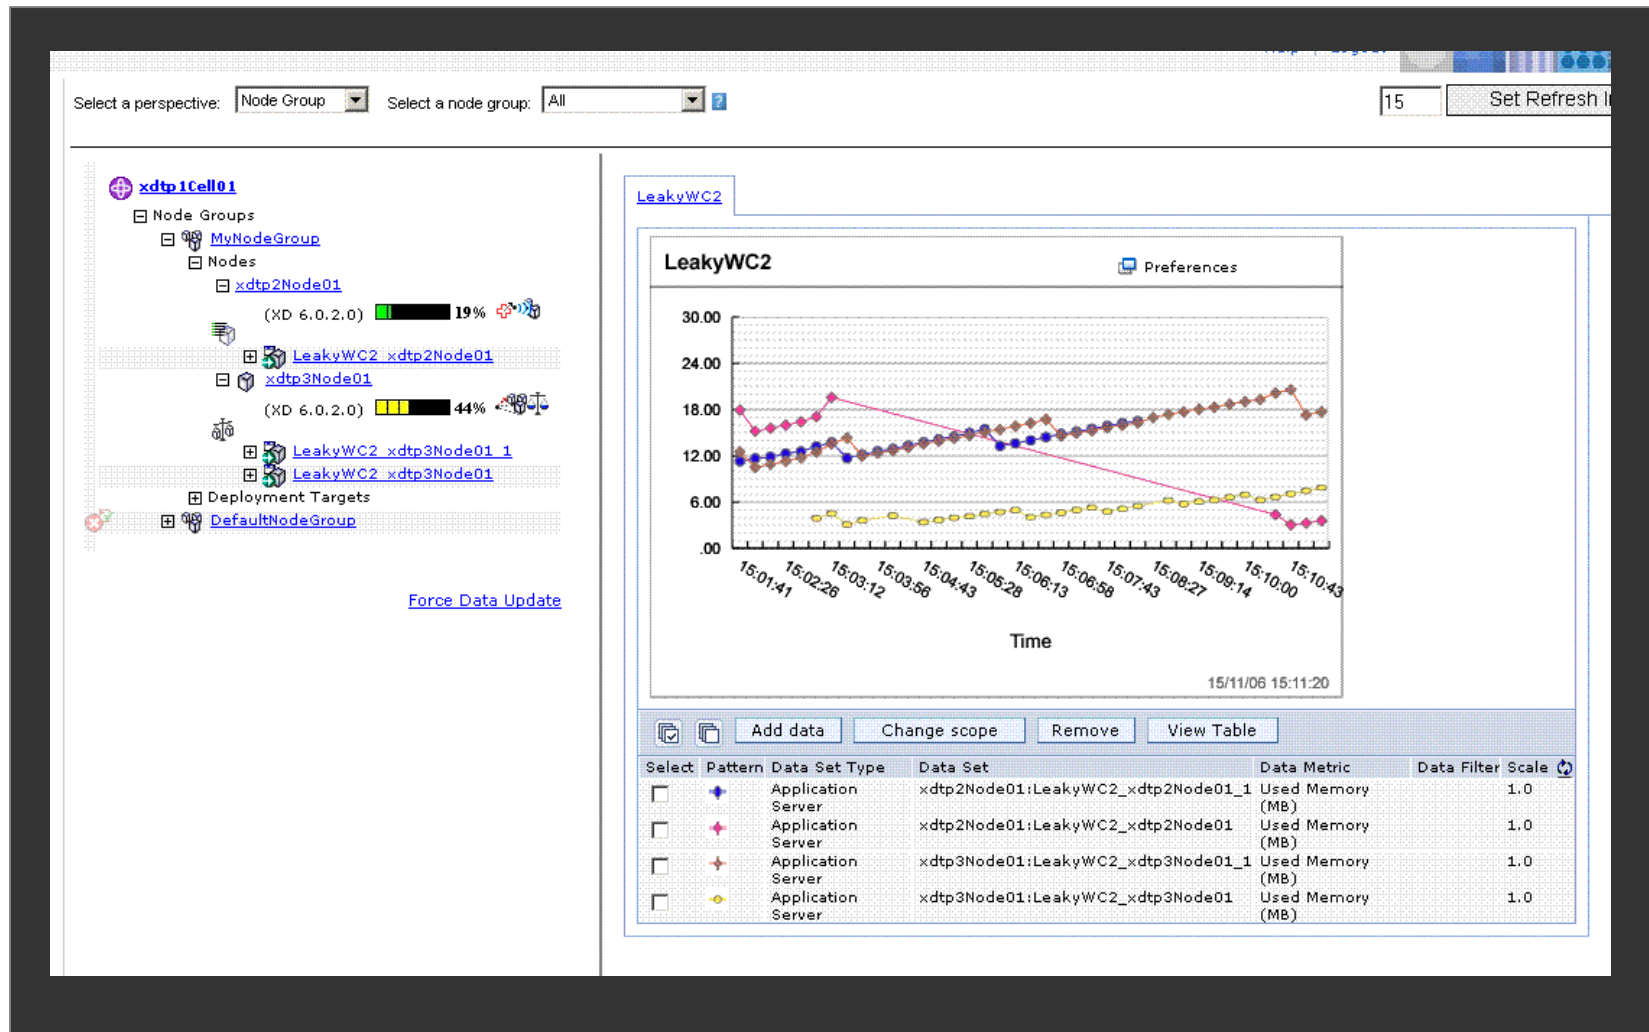 Select a perspective: Node Group Select a node group: All ? 15 Set Refresh I
xdtp1Cell01
Node Groups
MyNodeGroup
Nodes
xdtp2Node01
(XD 6.0.2.0) 19%
LeakyWC2_xdtp2Node01
xdtp3Node01
(XD 6.0.2.0) 44%
LeakyWC2_xdtp3Node01_1
LeakyWC2_xdtp3Node01
Deployment Targets
DefaultNodeGroup
Force Data Update
LeakyWC2
LeakyWC2 Preferences
30.00
24.00
18.00
12.00
6.00
.00
15:01:41 15:02:26 15:03:12 15:03:56 15:04:43 15:05:28 15:06:13 15:06:58 15:07:43 15:08:27 15:09:14 15:10:00 15:10:43
Time
15/11/06 15:11:20
Add data Change scope Remove View Table
Select Pattern Data Set Type Data Set Data Metric Data Filter Scale
Application xdtp2Node01:LeakyWC2_xdtp2Node01_1 Used Memory 1.0
Server (MB)
Application xdtp2Node01:LeakyWC2_xdtp2Node01 Used Memory 1.0
Server (MB)
Application xdtp3Node01:LeakyWC2_xdtp3Node01_1 Used Memory 1.0
Server (MB)
Application xdtp3Node01:LeakyWC2_xdtp3Node01 Used Memory 1.0
Server (MB)